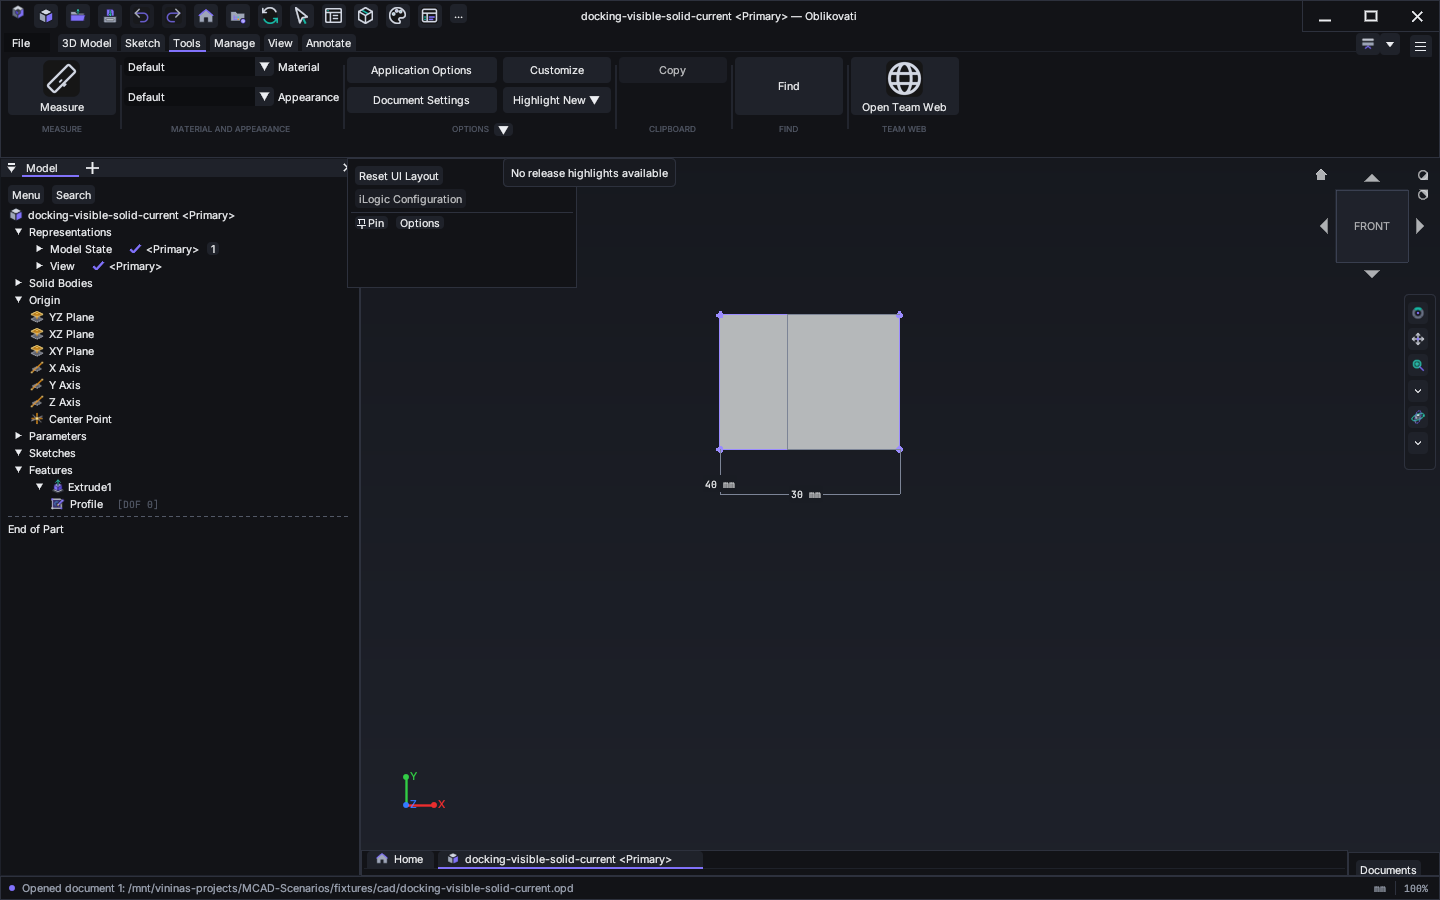 docking-visible-solid-current <Primary> — Oblikovati
File
3D Model
Sketch
Tools
Manage
View
Annotate
Measure
MEASURE
Default
Material
Default
Appearance
MATERIAL AND APPEARANCE
Application Options
Customize
Document Settings
Highlight New
OPTIONS
Copy
CLIPBOARD
Find
FIND
Open Team Web
TEAM WEB
Model
Menu
Search
docking-visible-solid-current <Primary>
Representations
Model State
<Primary>
1
View
<Primary>
Solid Bodies
Origin
YZ Plane
XZ Plane
XY Plane
X Axis
Y Axis
Z Axis
Center Point
Parameters
Sketches
Features
Extrude1
Profile
[DOF 0]
End of Part
Reset UI Layout
iLogic Configuration
Pin
Options
No release highlights available
FRONT
40 mm
30 mm
Y
Z
X
Home
docking-visible-solid-current <Primary>
Documents
Opened document 1: /mnt/vininas-projects/MCAD-Scenarios/fixtures/cad/docking-visible-solid-current.opd
mm
100%